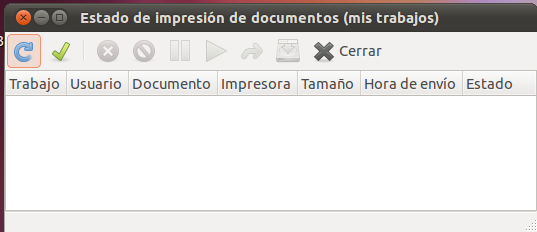 Estado de impresión de documentos (mis trabajos)
Cerrar
Trabajo Usuario Documento Impresora Tamaño Hora de envío Estado